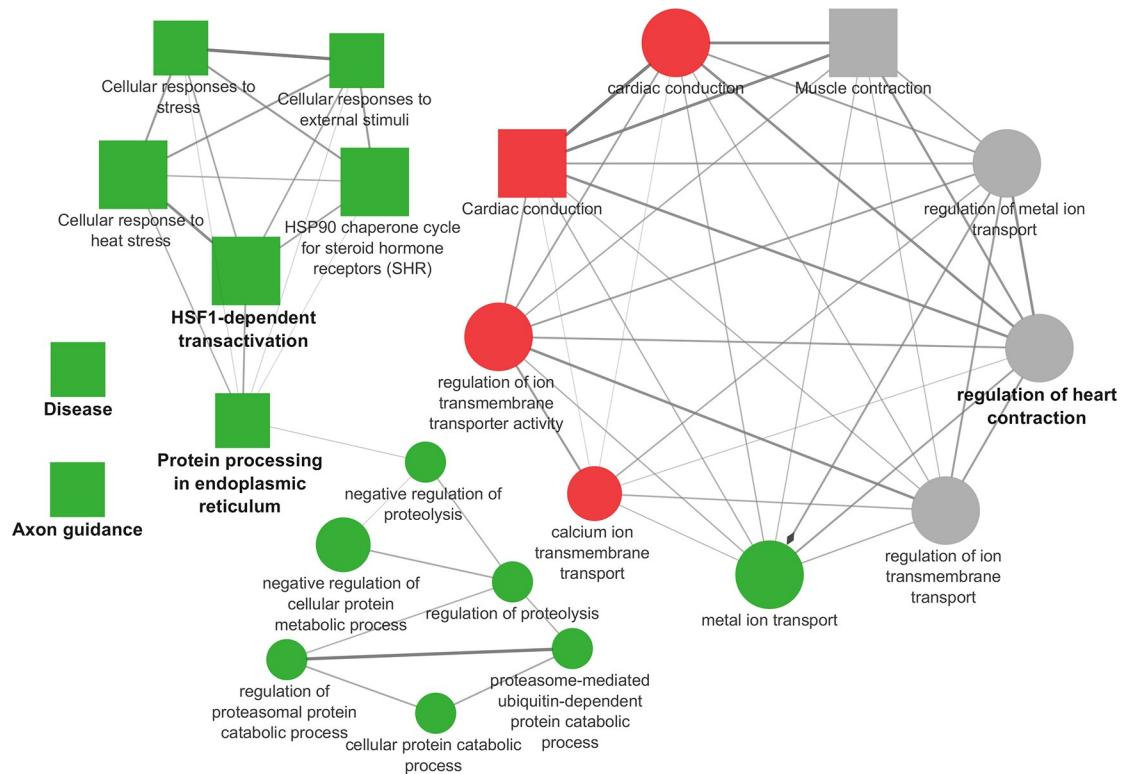 Cellular responses to
stress
Cellular responses to
external stimuli
Cellular response to
heat stress
HSP90 chaperone cycle
for steroid hormone
receptors (SHR)
HSF1-dependent
transactivation
Disease
Axon guidance
Protein processing
in endoplasmic
reticulum
negative regulation of
proteolysis
negative regulation of
cellular protein
metabolic process
regulation of proteolysis
regulation of
proteasomal protein
catabolic process
proteasome-mediated
ubiquitin-dependent
protein catabolic
process
cellular protein catabolic
process
cardiac conduction
Muscle contraction
Cardiac conduction
regulation of metal ion
transport
regulation of ion
transmembrane
transporter activity
regulation of heart
contraction
calcium ion
transmembrane
transport
metal ion transport
regulation of ion
transmembrane
transport